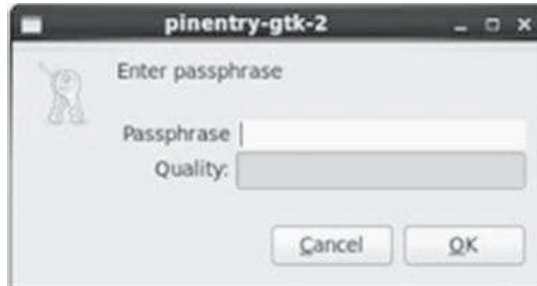 pinentry-gtk-2
Enter passphrase
Passphrase
Quality:
Cancel
OK